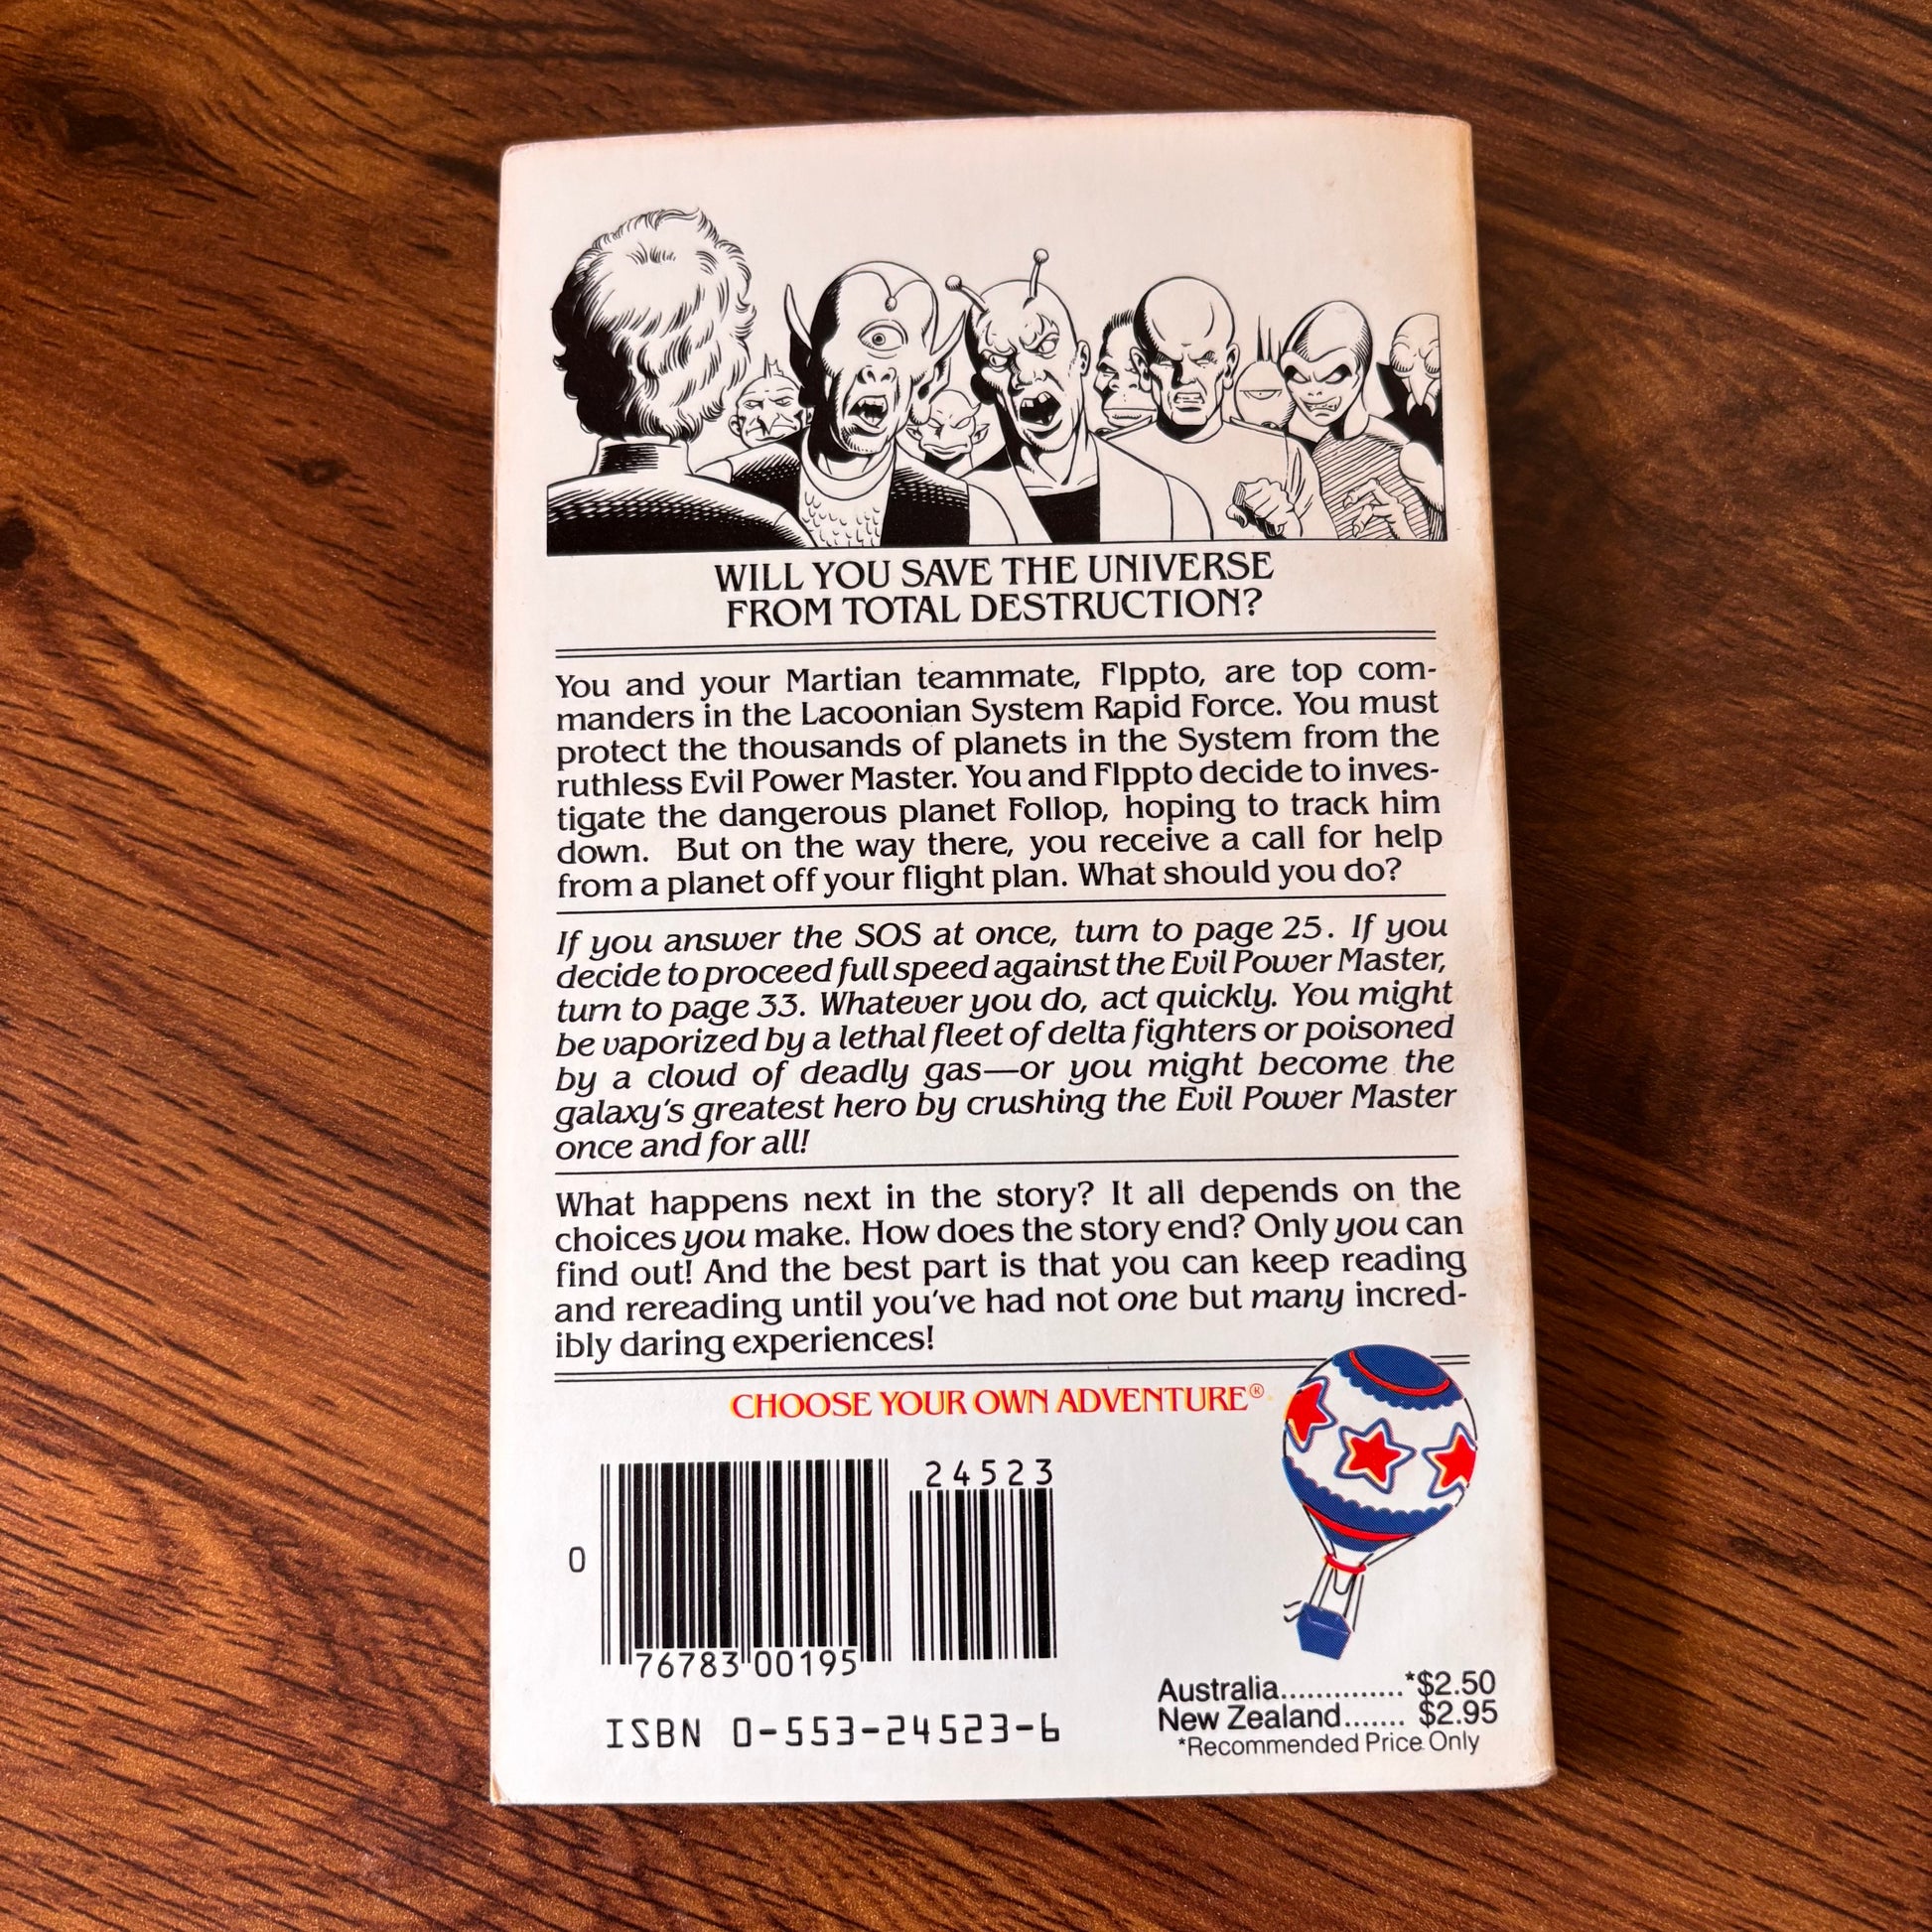 WILL YOU SAVE THE UNIVERSE
FROM TOTAL DESTRUCTION?
You and your Martian teammate, Flppto, are top com-
manders in the Lacoonian System Rapid Force. You must
protect the thousands of planets in the System from the
ruthless Evil Power Master. You and Flppto decide to inves-
tigate the dangerous planet Follop, hoping to track him
down. But on the way there, you receive a call for help
from a planet off your flight plan. What should you do?
If you answer the SOS at once, turn to page 25. If you
decide to proceed full speed against the Evil Power Master,
turn to page 33. Whatever you do, act quickly. You might
be vaporized by a lethal fleet of delta fighters or poisoned
by a cloud of deadly gas—or you might become the
galaxy's greatest hero by crushing the Evil Power Master
once and for all!
What happens next in the story? It all depends on the
choices you make. How does the story end? Only you can
find out! And the best part is that you can keep reading
and rereading until you've had not one but many incred-
ibly daring experiences!
CHOOSE YOUR OWN ADVENTURE®
24523
0
76783 00195
ISBN 0-553-24523-6
Australia..............*$2.50
New Zealand....... $2.95
*Recommended Price Only